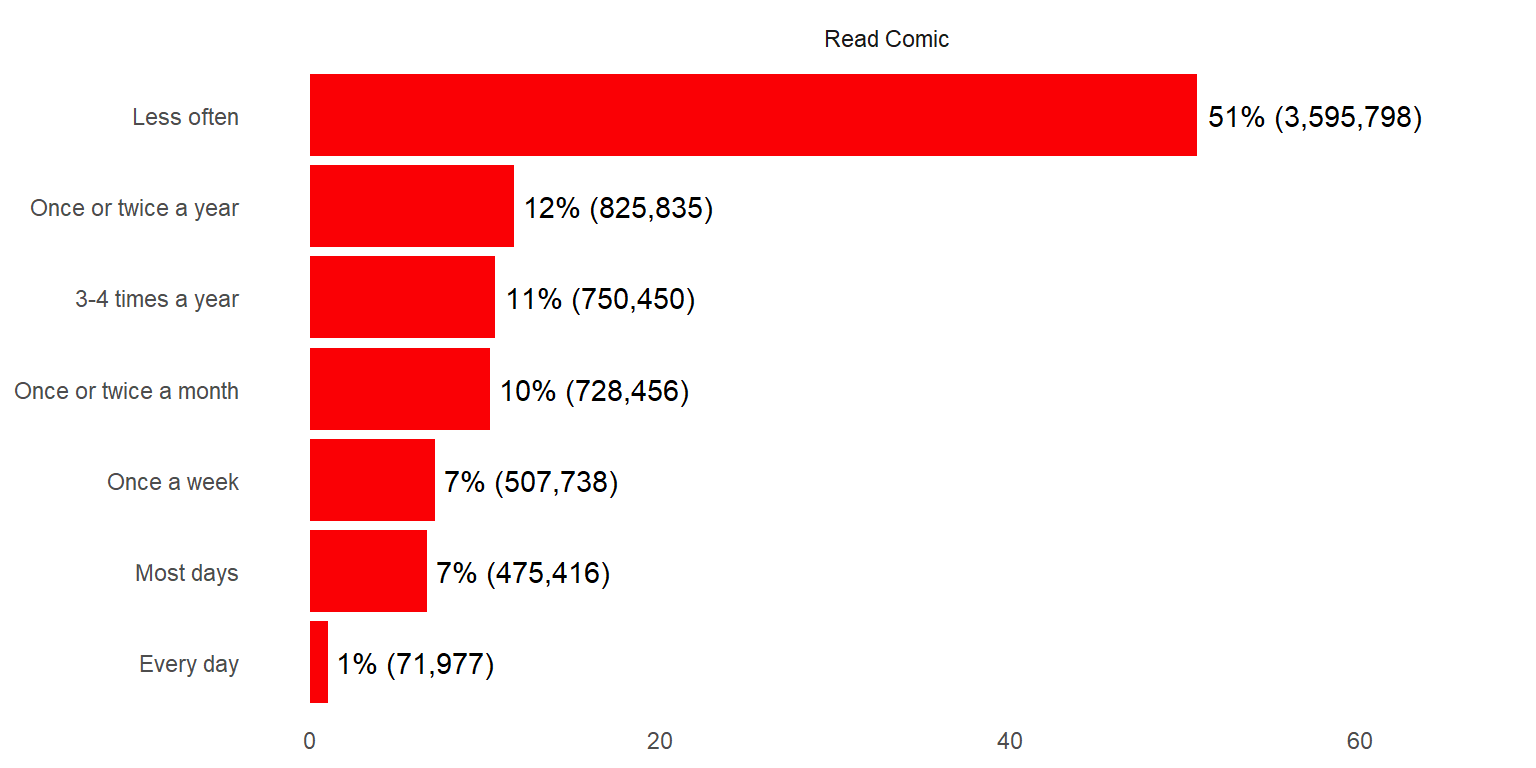 Read Comic
Less often
51% (3,595,798)
Once or twice a year
12% (825,835)
3-4 times a year
11% (750,450)
Once or twice a month
10% (728,456)
Once a week
7% (507,738)
Most days
7% (475,416)
Every day
1% (71,977)
0 20 40 60